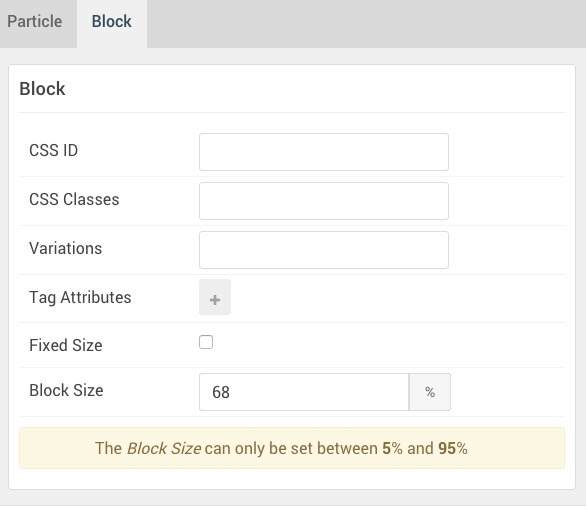 Particle Block
Block
CSS ID
CSS Classes
Variations
Tag Attributes +
Fixed Size
Block Size 68 %
The Block Size can only be set between 5% and 95%